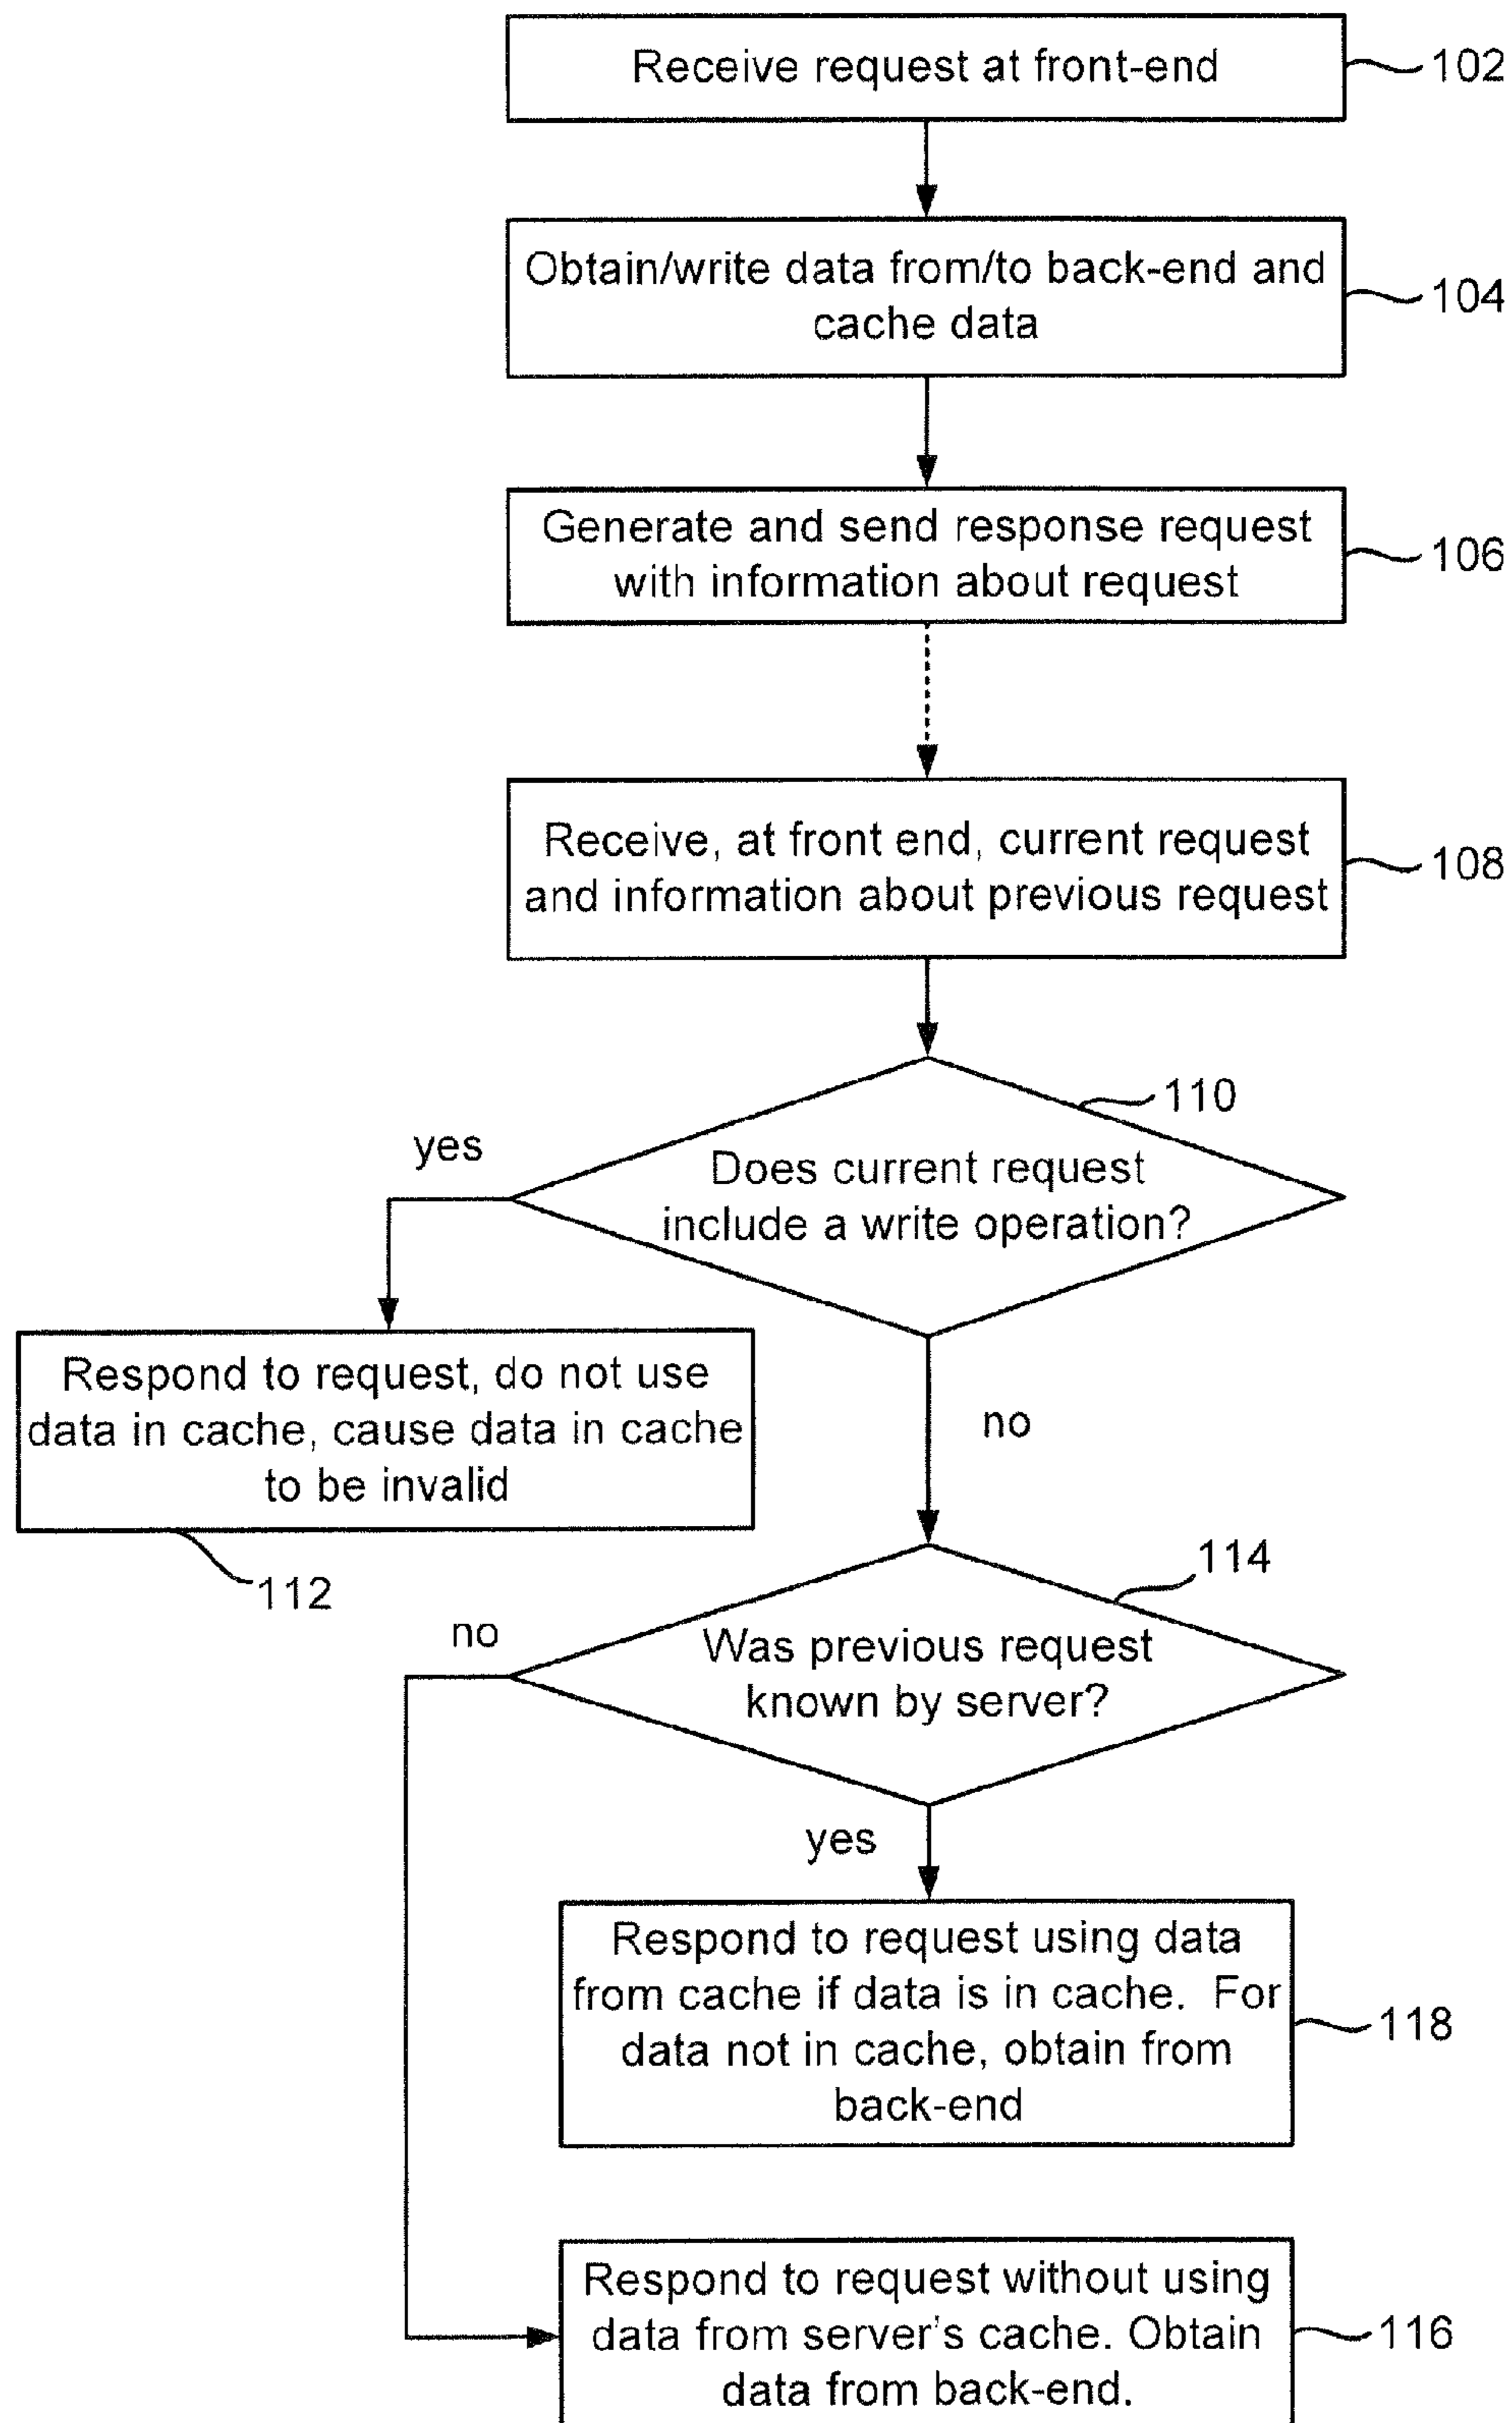 Receive request at front-end
102
Obtain/write data from/to back-end and
cache data
104
Generate and send response request
with information about request
106
Receive, at front end, current request
and information about previous request
108
110
yes
Does current request
include a write operation?
Respond to request, do not use
data in cache, cause data in cache
to be invalid
no
112
114
no
Was previous request
known by server?
yes
Respond to request using data
from cache if data is in cache. For
data not in cache, obtain from
back-end
118
Respond to request without using
data from server's cache. Obtain
data from back-end.
116